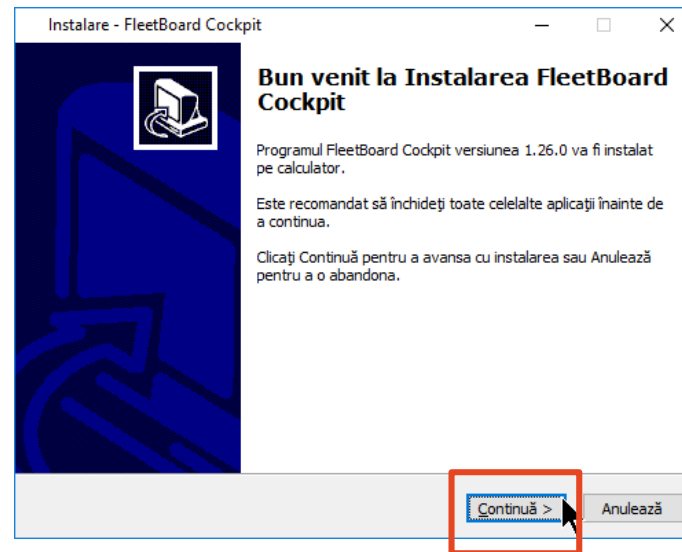 Instalare - FleetBoard Cockpit
Bun venit la Instalarea FleetBoard
Cockpit
Programul FleetBoard Cockpit versiunea 1.26.0 va fi instalat
pe calculator.
Este recomandat să închideţi toate celelalte aplicaţii înainte de
a continua.
Clicaţi Continuă pentru a avansa cu instalarea sau Anulează
pentru a o abandona.
Continuă > Anulează